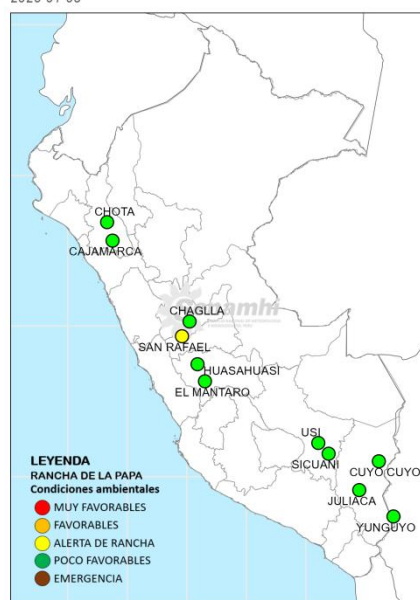 CHOTA
CAJAMARCA
Senamhi
CHAGLLA
SAN RAFAEL
HUASAHUASI
EL MANTARO
USI
SICUANI
CUYO CUYO
JULIACA
YUNGUYO
LEYENDA
RANCHA DE LA PAPA
Condiciones ambientales
MUY FAVORABLES
FAVORABLES
ALERTA DE RANCHA
POCO FAVORABLES
EMERGENCIA